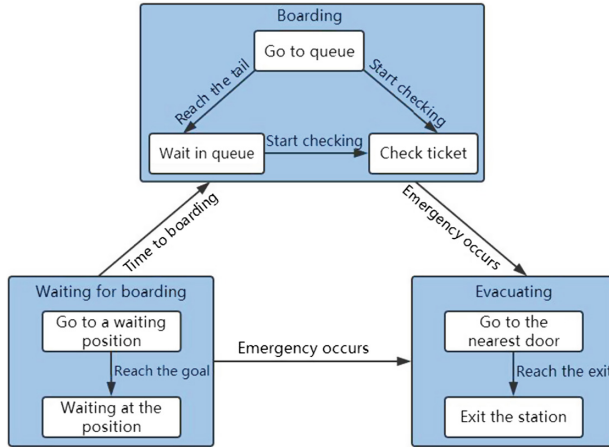 Boarding
Go to queue
Reach the tail
Start checking
Wait in queue
Start checking
Check ticket
Time to boarding
Emergency occurs
Waiting for boarding
Go to a waiting
position
Reach the goal
Waiting at the
position
Emergency occurs
Evacuating
Go to the
nearest door
Reach the exit
Exit the station